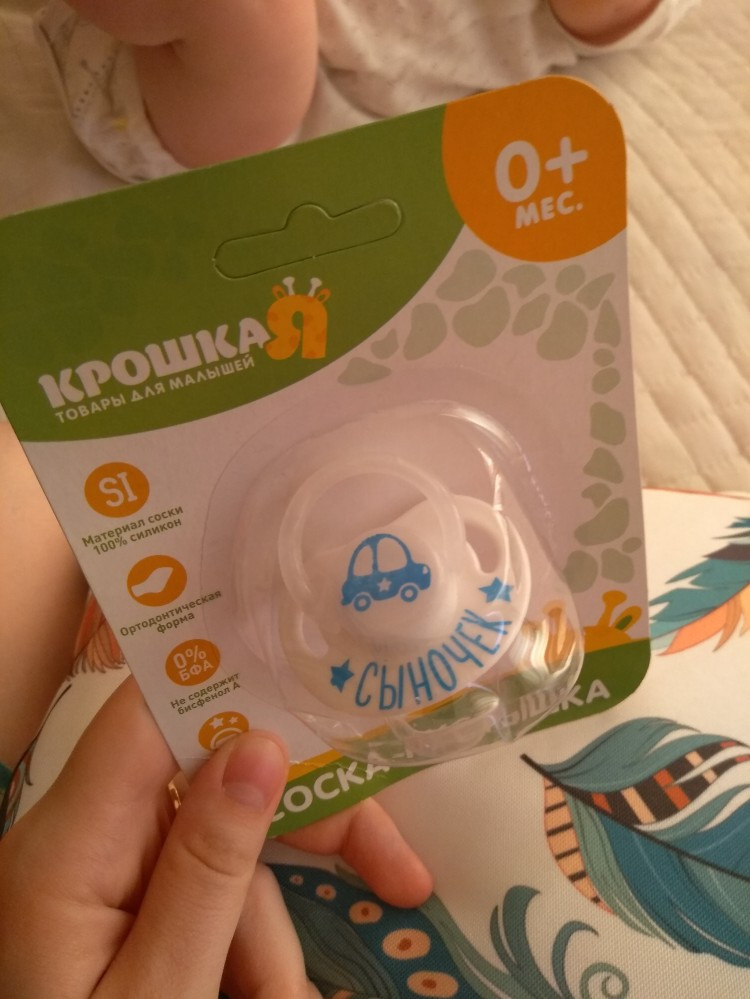 0+
МЕС.
КРОШКА Я
ТОВАРЫ ДЛЯ МАЛЫШЕЙ
SI
Материал соски
100% силикон
Ортодонтическая
форма
0%
БФА
Не содержит
бисфенол А
СЫНОЧЕК
СОСКА